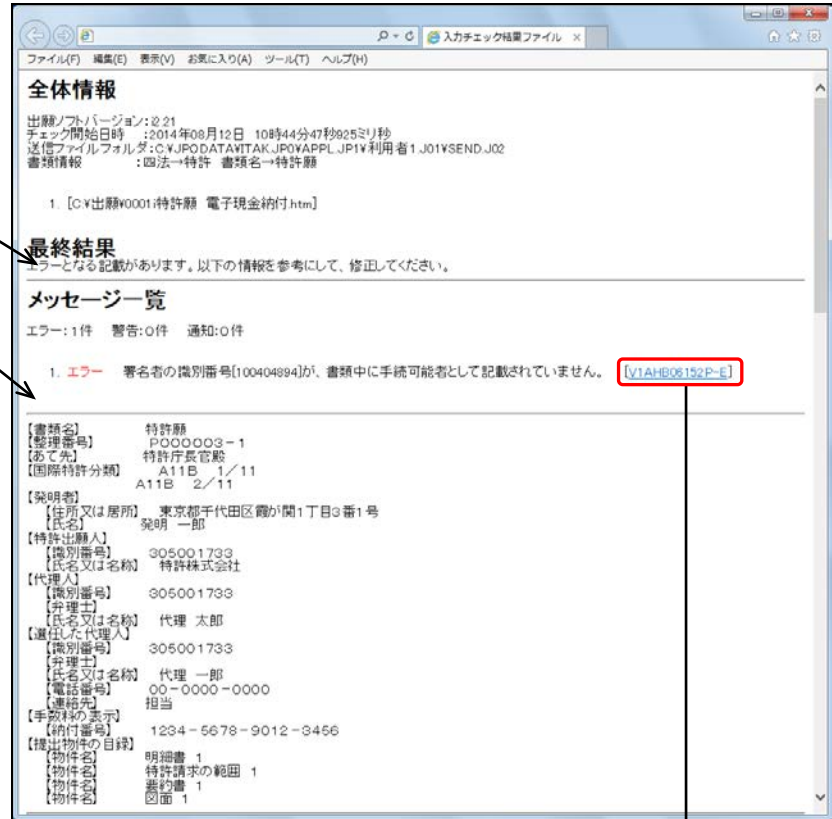 入力チェック結果ファイル ×
ファイル(F) 編集(E) 表示(V) お気に入り(A) ツール(T) ヘルプ(H)
全体情報
出願ソフトバージョン:i2.21
チェック開始日時 :2014年08月12日 10時44分47秒925ミリ秒
送信ファイルフォルダ:C:¥JPODATA¥ITAK.JP0¥APPL.JP1¥利用者1.J01¥SEND.J02
書類情報 :四法→特許 書類名→特許願
1. [C:¥出願¥0001i特許願 電子現金納付.htm]
最終結果
エラーとなる記載があります。以下の情報を参考にして、修正してください。
メッセージ一覧
エラー:1件 警告:0件 通知:0件
1. エラー 署名者の識別番号[100404894]が、書類中に手続可能者として記載されていません。 [V1AHB06152P-E]
【書類名】 特許願
【整理番号】 P000003-1
【あて先】 特許庁長官殿
【国際特許分類】 A11B 1/11
A11B 2/11
【発明者】
【住所又は居所】 東京都千代田区霞が関1丁目3番1号
【氏名】 発明 一郎
【特許出願人】
【識別番号】 305001733
【氏名又は名称】 特許株式会社
【代理人】
【識別番号】 305001733
【弁理士】
【氏名又は名称】 代理 太郎
【選任した代理人】
【識別番号】 305001733
【弁理士】
【氏名又は名称】 代理 一郎
【電話番号】 00-0000-0000
【連絡先】 担当
【手数料の表示】
【納付番号】 1234-5678-9012-3456
【提出物件の目録】
【物件名】 明細書 1
【物件名】 特許請求の範囲 1
【物件名】 要約書 1
【物件名】 図面 1